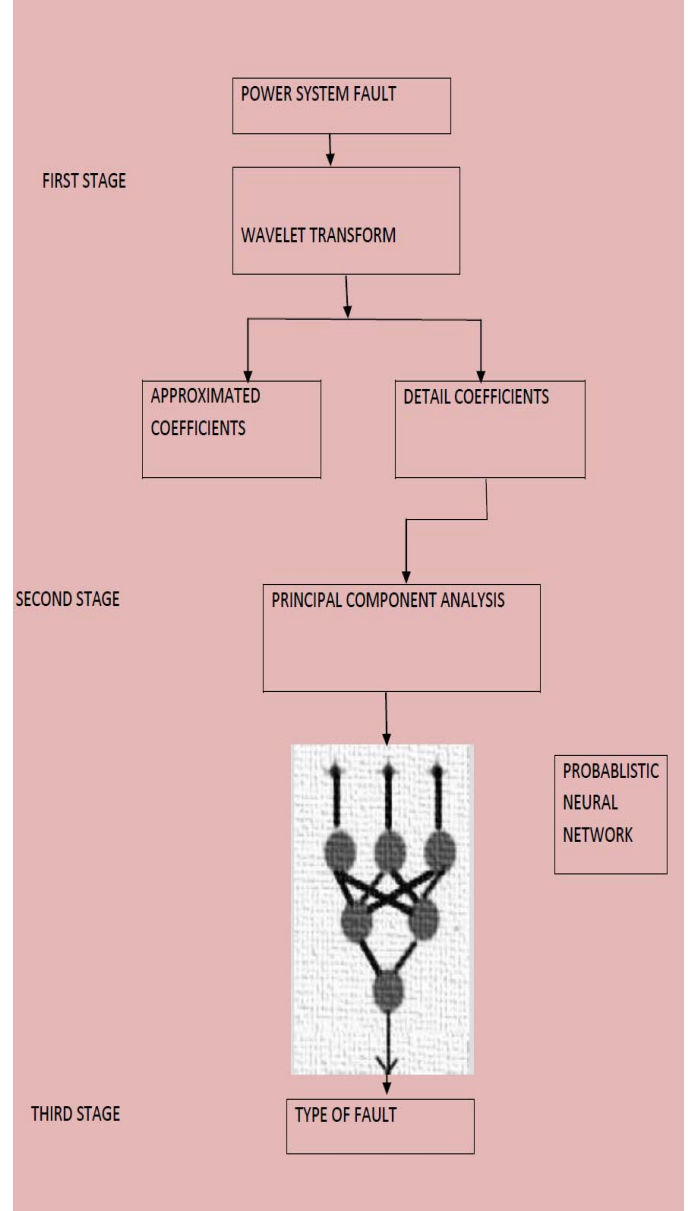 POWER SYSTEM FAULT
FIRST STAGE
WAVELET TRANSFORM
APPROXIMATED
COEFFICIENTS
DETAIL COEFFICIENTS
SECOND STAGE
PRINCIPAL COMPONENT ANALYSIS
PROBABLISTIC
NEURAL
NETWORK
THIRD STAGE
TYPE OF FAULT